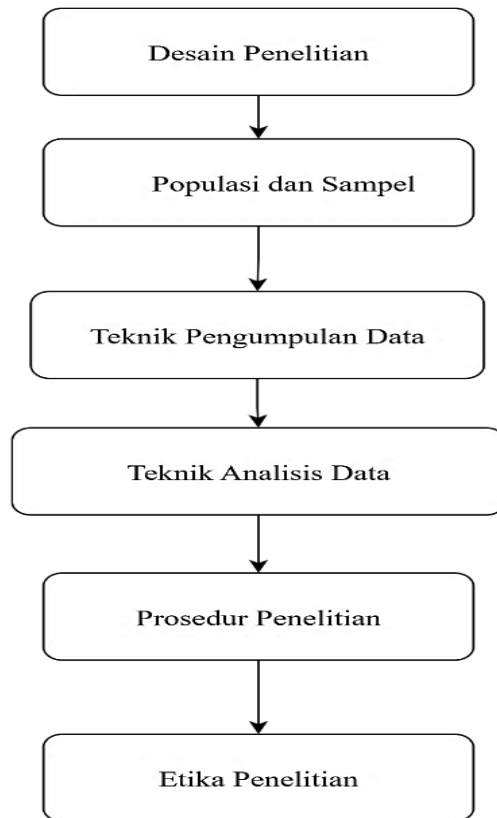 Desain Penelitian
Populasi dan Sampel
Teknik Pengumpulan Data
Teknik Analisis Data
Prosedur Penelitian
Etika Penelitian